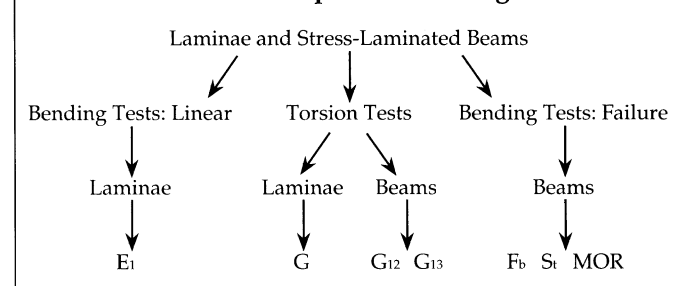 Laminae and Stress-Laminated Beams
Bending Tests: Linear Torsion Tests Bending Tests: Failure
Laminae Laminae Beams Beams
E1 G G12 G13 Fb St MOR